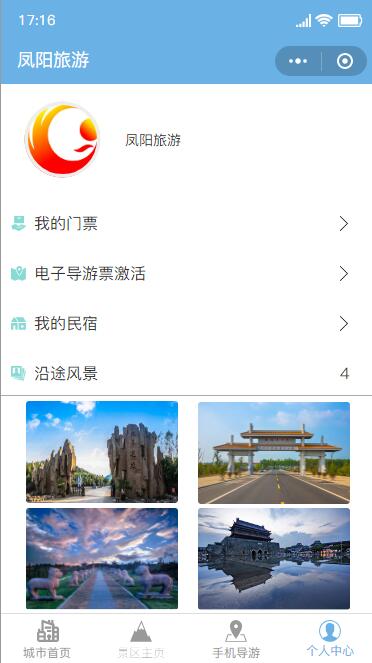 17:16
凤阳旅游
凤阳旅游
我的门票
电子导游票激活
我的民宿
沿途风景
4
城市首页
景区主页
手机导游
个人中心